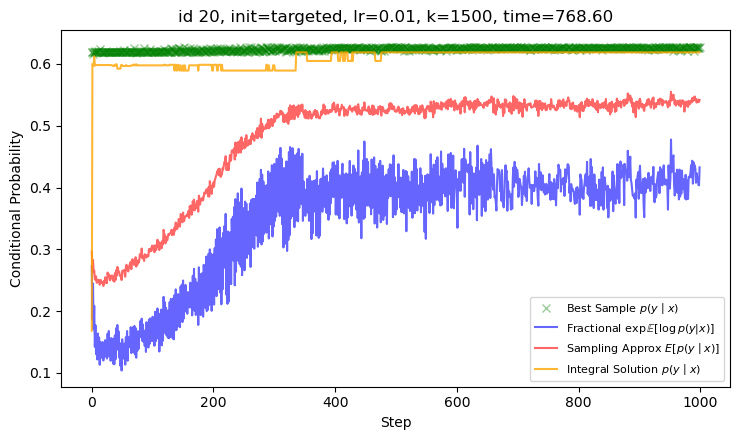 id 20, init=targeted, lr=0.01, k=1500, time=768.60
Conditional Probability
0.6
0.5
0.4
0.3
0.2
0.1
0
200
400
600
800
1000
Step
Best Sample p(y | x)
Fractional exp 𝔼[log p(y|x)]
Sampling Approx E[p(y | x)]
Integral Solution p(y | x)